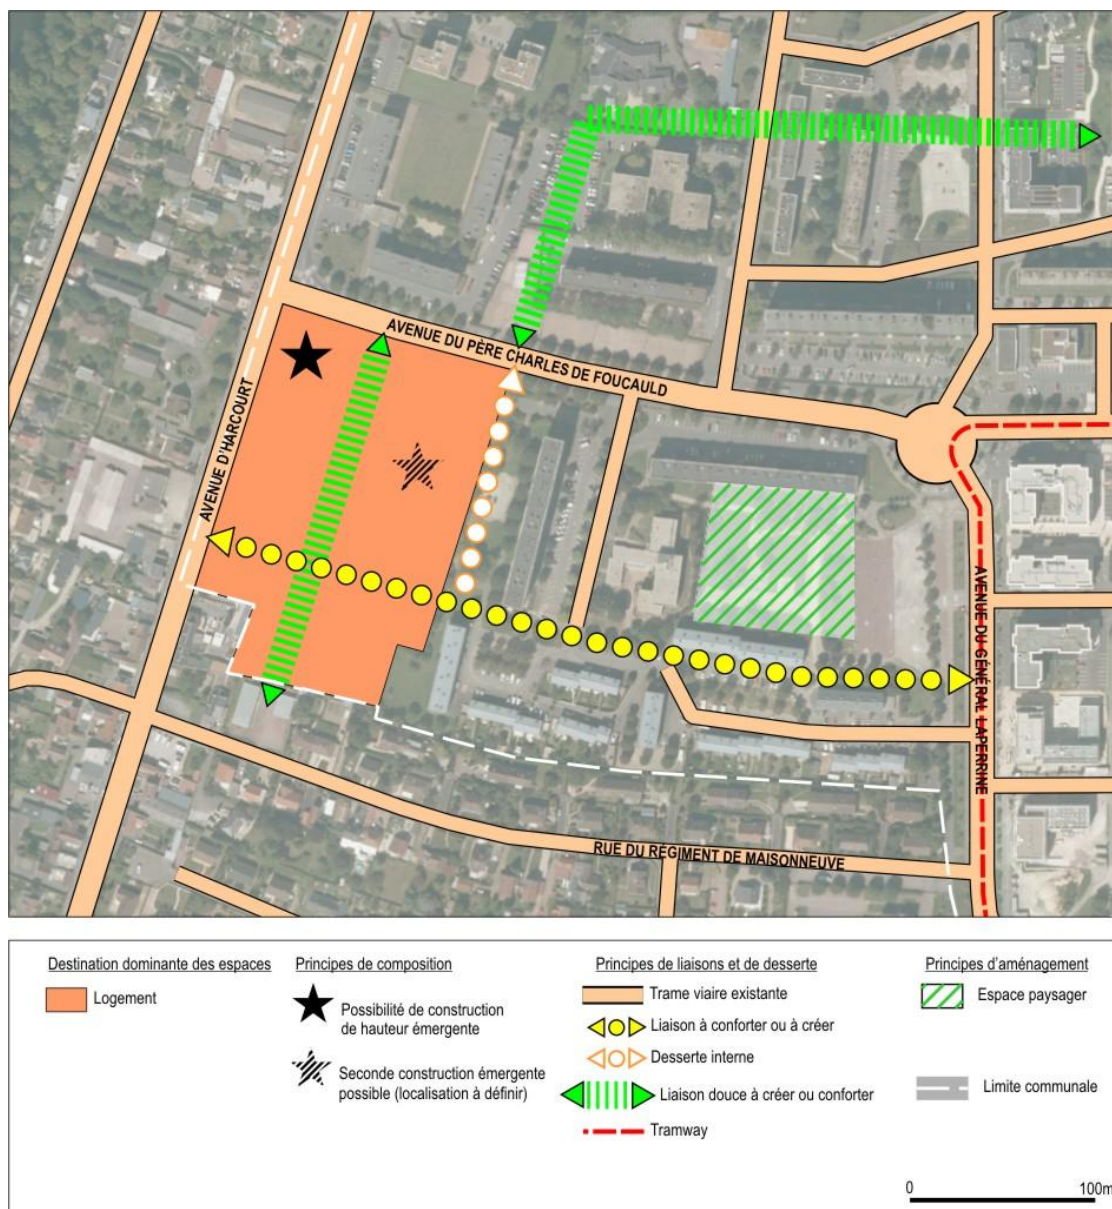 AVENUE DU PÈRE CHARLES DE FOUCAULD
AVENUE D'HARCOURT
AVENUE DU GÉNÉRAL LAPERRINE
RUE DU RÉGIMENT DE MAISONNEUVE
Destination dominante des espaces
Logement
Principes de composition
Possibilité de construction
de hauteur émergente
Seconde construction émergente
possible (localisation à définir)
Principes de liaisons et de desserte
Trame viaire existante
Liaison à conforter ou à créer
Desserte interne
Liaison douce à créer ou conforter
Tramway
Principes d'aménagement
Espace paysager
Limite communale
0 100m